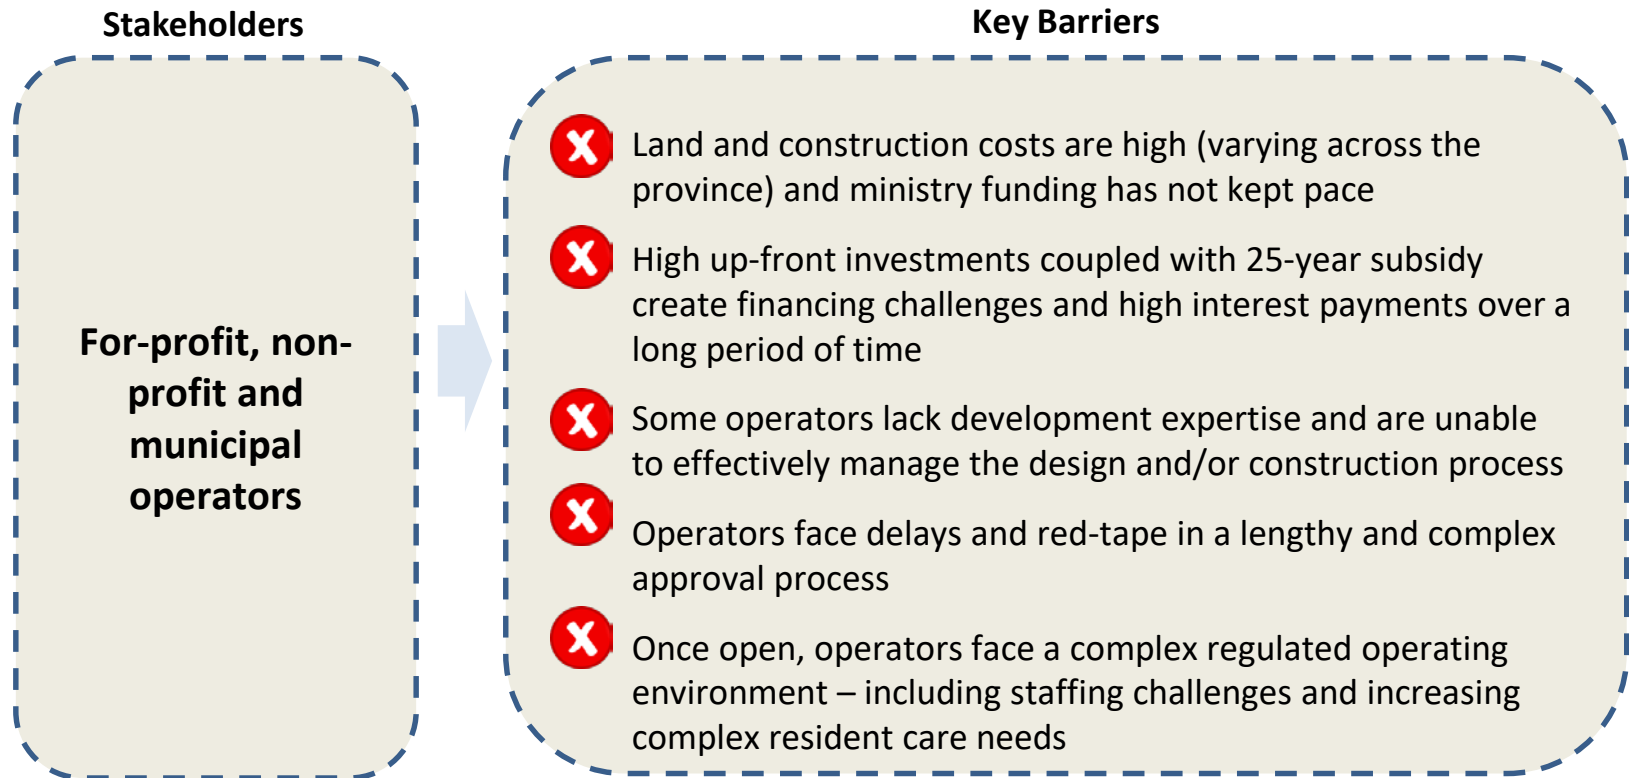 Stakeholders
Key Barriers
For-profit, non-
profit and
municipal
operators
Land and construction costs are high (varying across the
province) and ministry funding has not kept pace
High up-front investments coupled with 25-year subsidy
create financing challenges and high interest payments over a
long period of time
Some operators lack development expertise and are unable
to effectively manage the design and/or construction process
Operators face delays and red-tape in a lengthy and complex
approval process
Once open, operators face a complex regulated operating
environment – including staffing challenges and increasing
complex resident care needs